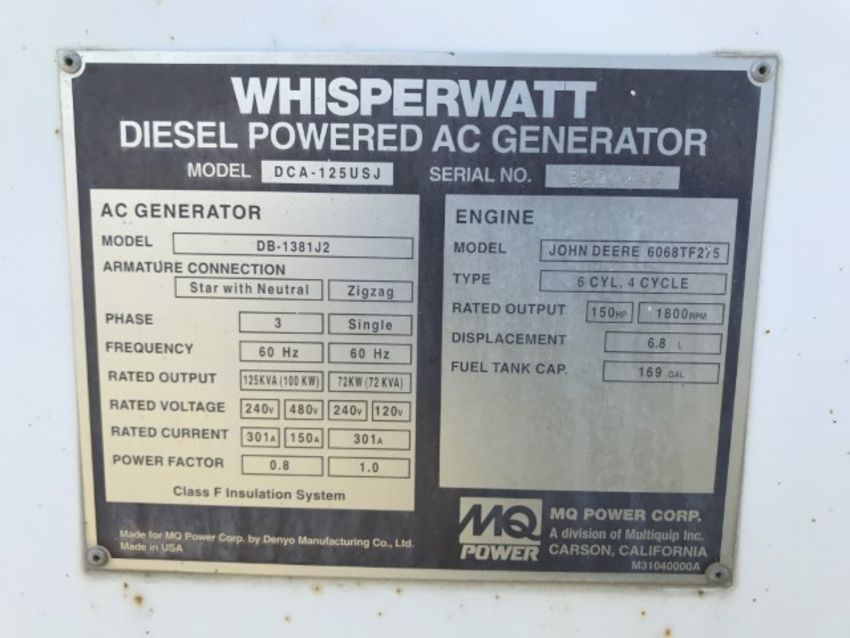 WHISPERWATT
DIESEL POWERED AC GENERATOR
MODEL DCA-125USJ SERIAL NO.
AC GENERATOR
MODEL DB-1381J2
ARMATURE CONNECTION
Star with Neutral Zigzag
PHASE 3 Single
FREQUENCY 60 Hz 60 Hz
RATED OUTPUT 125KVA (100 KW) 72KW (72 KVA)
RATED VOLTAGE 240V 480V 240V 120V
RATED CURRENT 301A 150A 301A
POWER FACTOR 0.8 1.0
Class F Insulation System
ENGINE
MODEL JOHN DEERE 6068TF275
TYPE 6 CYL. 4 CYCLE
RATED OUTPUT 150HP 1800RPM
DISPLACEMENT 6.8 L
FUEL TANK CAP. 169 GAL
Made for MQ Power Corp. by Denyo Manufacturing Co., Ltd.
Made in USA
MQ
POWER
MQ POWER CORP.
A division of Multiquip Inc.
CARSON, CALIFORNIA
M31040000A